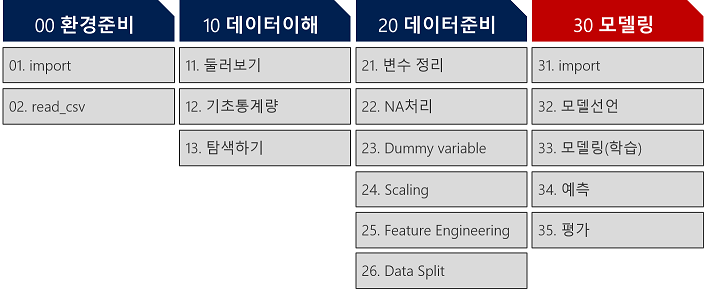 00 환경준비
01. import
02. read_csv
10 데이터이해
11. 둘러보기
12. 기초통계량
13. 탐색하기
20 데이터준비
21. 변수 정리
22. NA처리
23. Dummy variable
24. Scaling
25. Feature Engineering
26. Data Split
30 모델링
31. import
32. 모델선언
33. 모델링(학습)
34. 예측
35. 평가